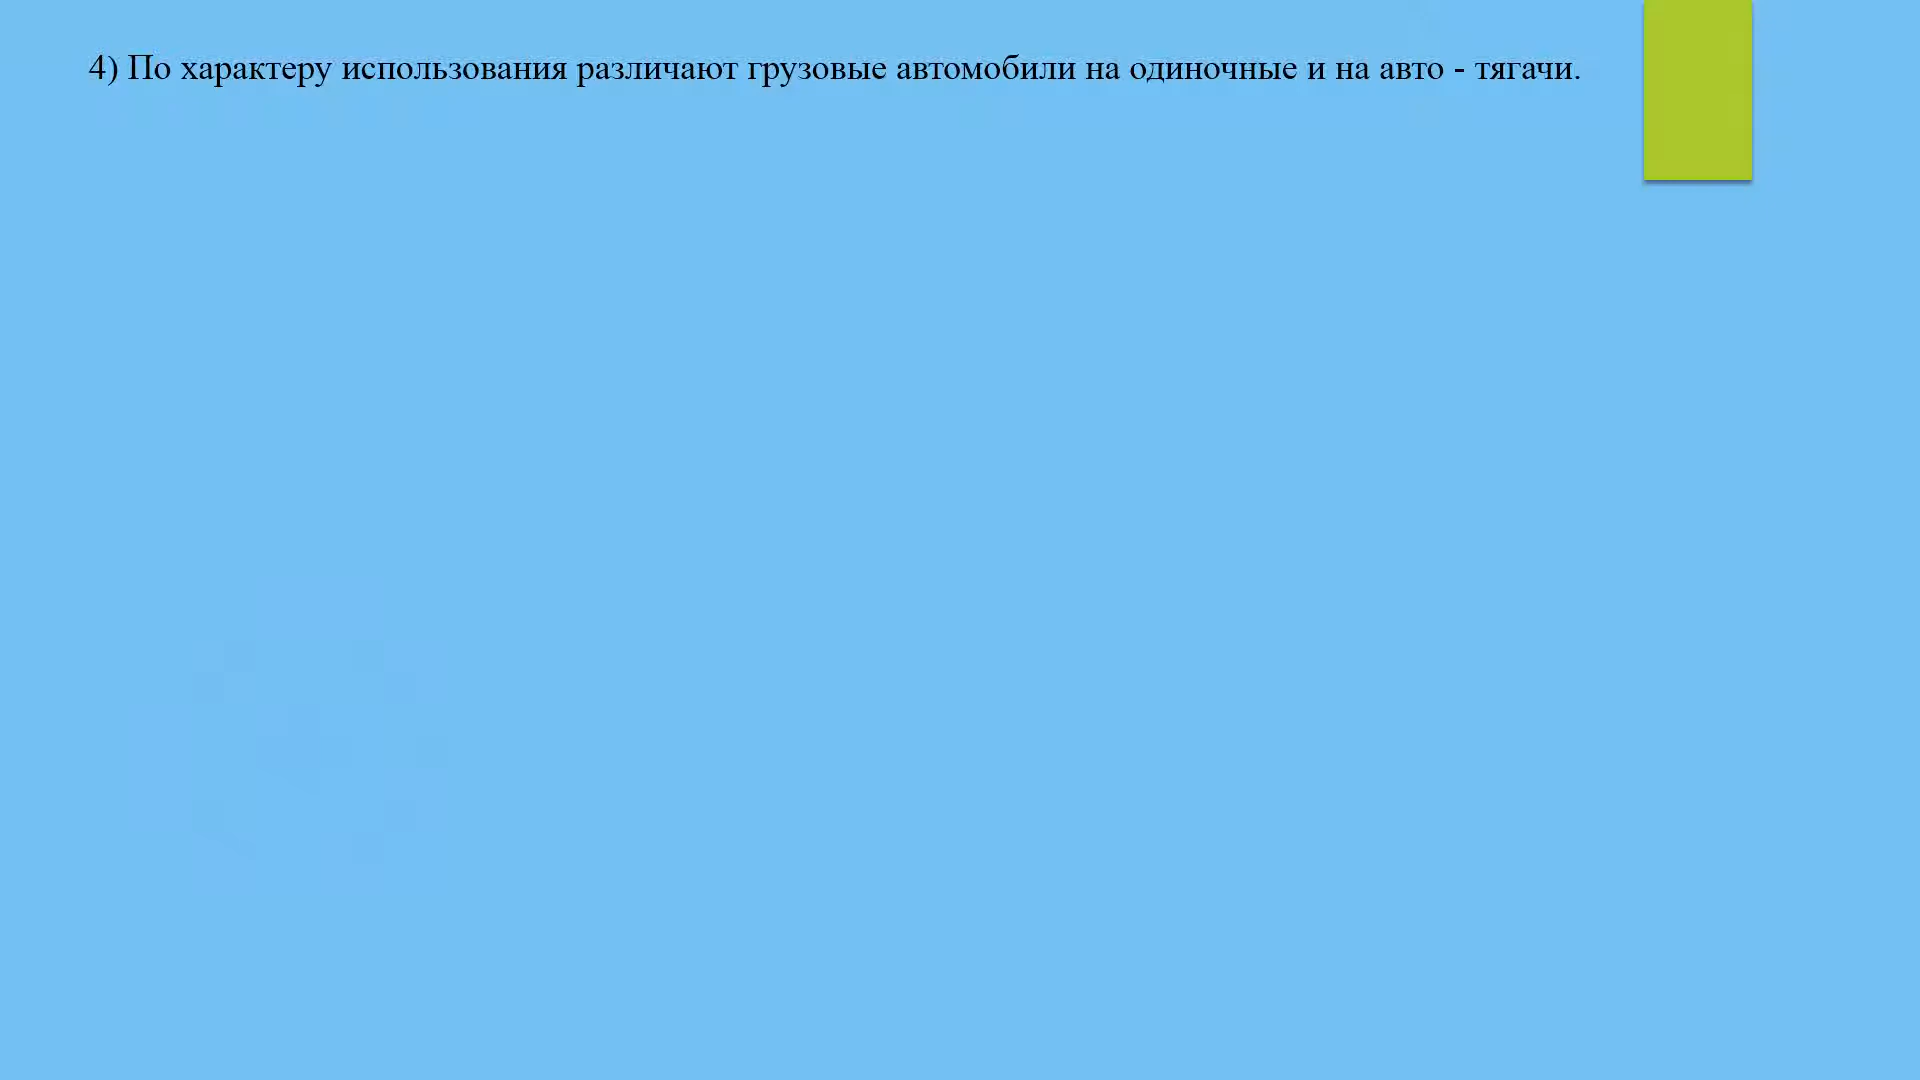 4) По характеру использования различают грузовые автомобили на одиночные и на авто - тягачи.